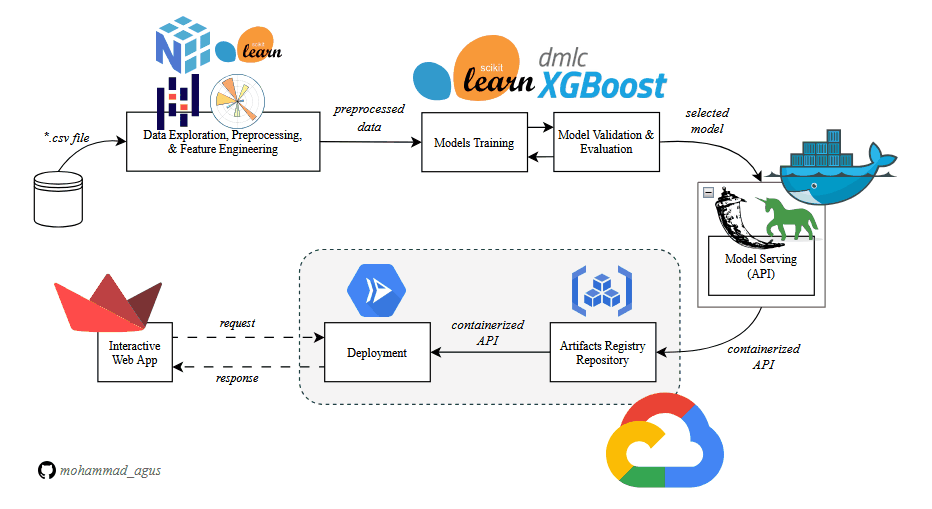 scikit
learn
scikit
learn
dmlc
XGBoost
*.csv file
Data Exploration, Preprocessing,
& Feature Engineering
preprocessed
data
Models Training
Model Validation &
Evaluation
selected
model
Model Serving
(API)
containerized
API
Artifacts Registry
Repository
containerized
API
Deployment
request
response
Interactive
Web App
mohammad_agus